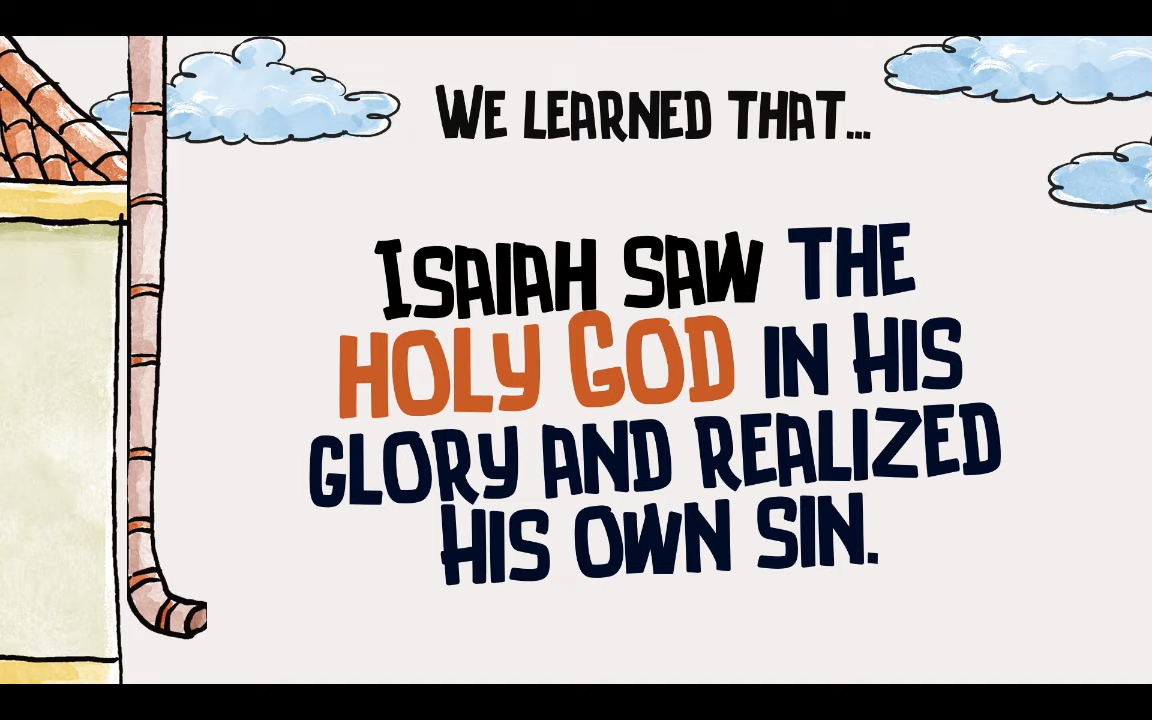 WE LEARNED THAT...
ISAIAH SAW THE
HOLY GOD IN HIS
GLORY AND REALIZED
HIS OWN SIN.